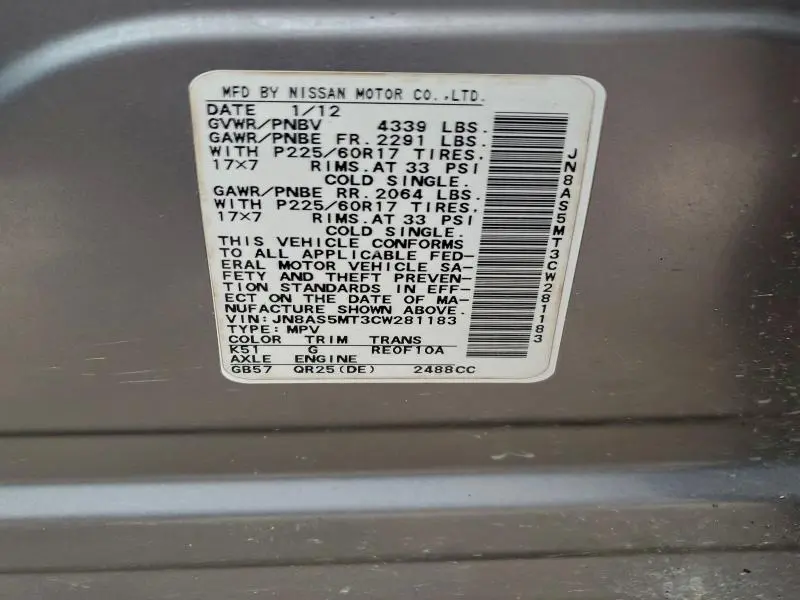 MFD BY NISSAN MOTOR CO.,LTD.
DATE 1/12
GVWR/PNBV 4339 LBS.
GAWR/PNBE FR. 2291 LBS.
WITH P225/60R17 TIRES,
17×7 RIMS. AT 33 PSI
COLD SINGLE.
GAWR/PNBE RR. 2064 LBS.
WITH P225/60R17 TIRES,
17×7 RIMS. AT 33 PSI
COLD SINGLE.
THIS VEHICLE CONFORMS
TO ALL APPLICABLE FED-
ERAL MOTOR VEHICLE SA-
FETY AND THEFT PREVEN-
TION STANDARDS IN EFF-
ECT ON THE DATE OF MA-
NUFACTURE SHOWN ABOVE.
VIN: JN8AS5MT3CW281183
TYPE: MPV
COLOR TRIM TRANS
K51 G RE0F10A
AXLE ENGINE
GB57 QR25(DE) 2488CC
JN8AS5MT3CW281183